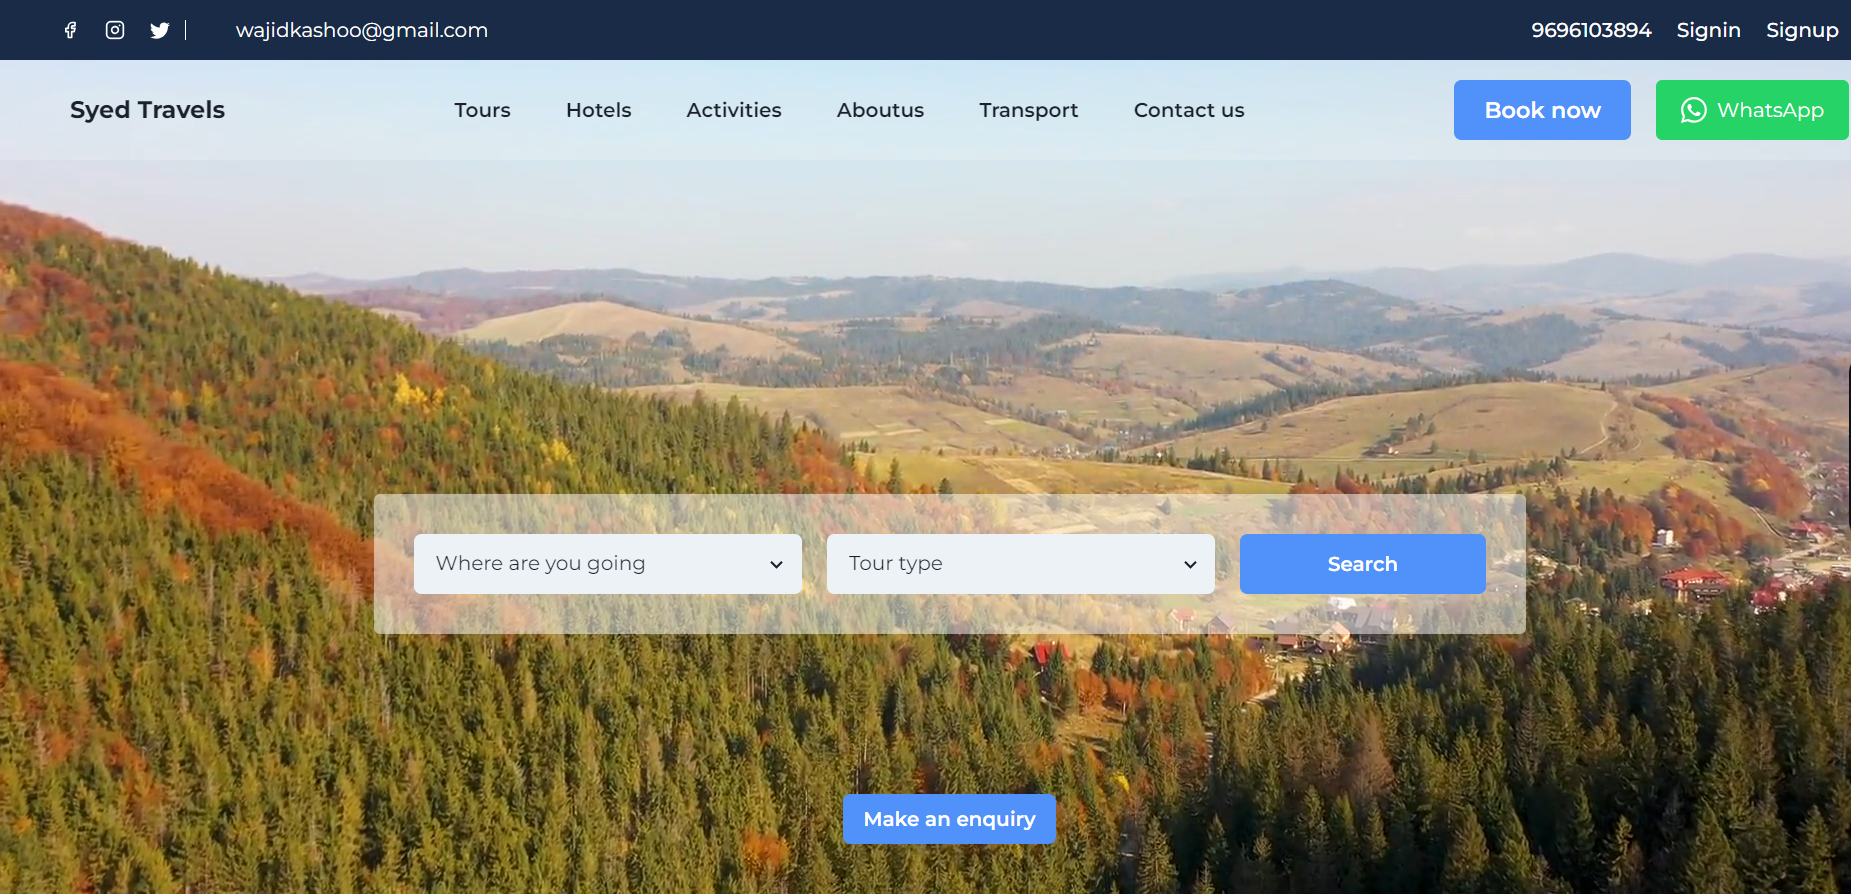 wajidkashoo@gmail.com
9696103894 Signin Signup
Syed Travels
Tours Hotels Activities Aboutus Transport Contact us
Book now WhatsApp
Where are you going Tour type Search
Make an enquiry